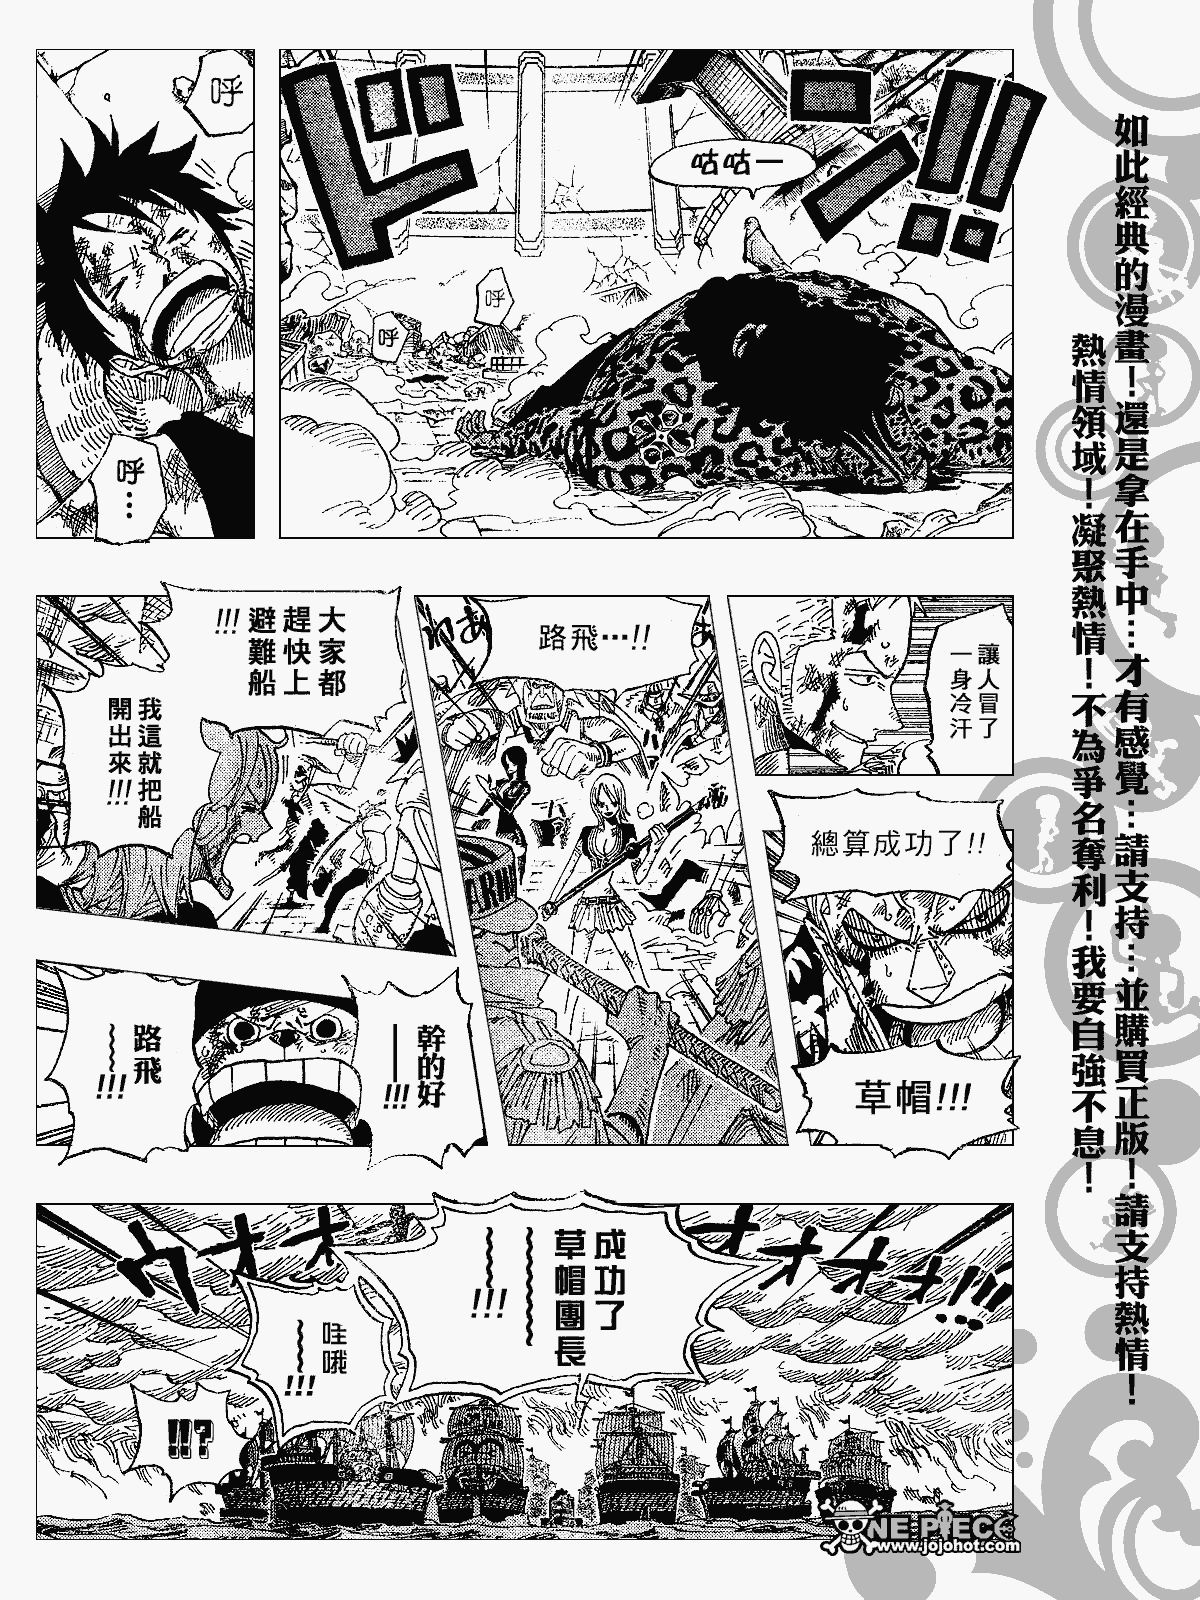 ドン!!
咕咕—
呼
呼
呼
呼…
讓人冒了
一身冷汗
總算成功了!!
草帽!!!
わあ
路飛…!!
わあ
大家都
趕快上
避難船
!!!
我這就把船
開出來!!!
幹的好
——!!!
路飛
~~!!!
ウオオ
オオオオ!!!
成功了
~~~~
草帽團長
~~~!!!
哇哦
~~!!!
!!?
如此經典的漫畫！還是拿在手中…才有感覺…請支持…並購買正版！請支持熱情！
熱情領域！凝聚熱情！不為爭名奪利！我要自強不息！
MARINE
ONE PIECE
www.jojohot.com